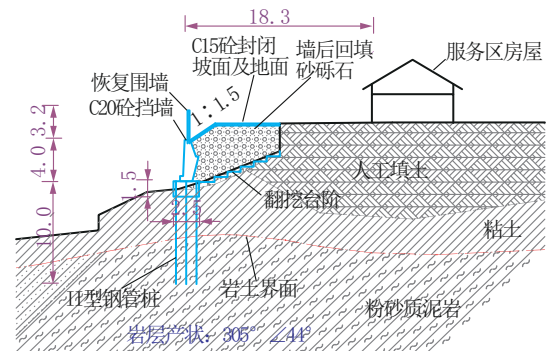 18.3
C15砼封闭
坡面及地面
墙后回填
砂砾石
服务区房屋
恢复围墙
C20砼挡墙
1：1.5
3.2
4.0
1.5
10.0
2.5
人工填土
翻挖台阶
粘土
II型钢管桩
岩土界面
粉砂质泥岩
岩层产状：305° ∠44°